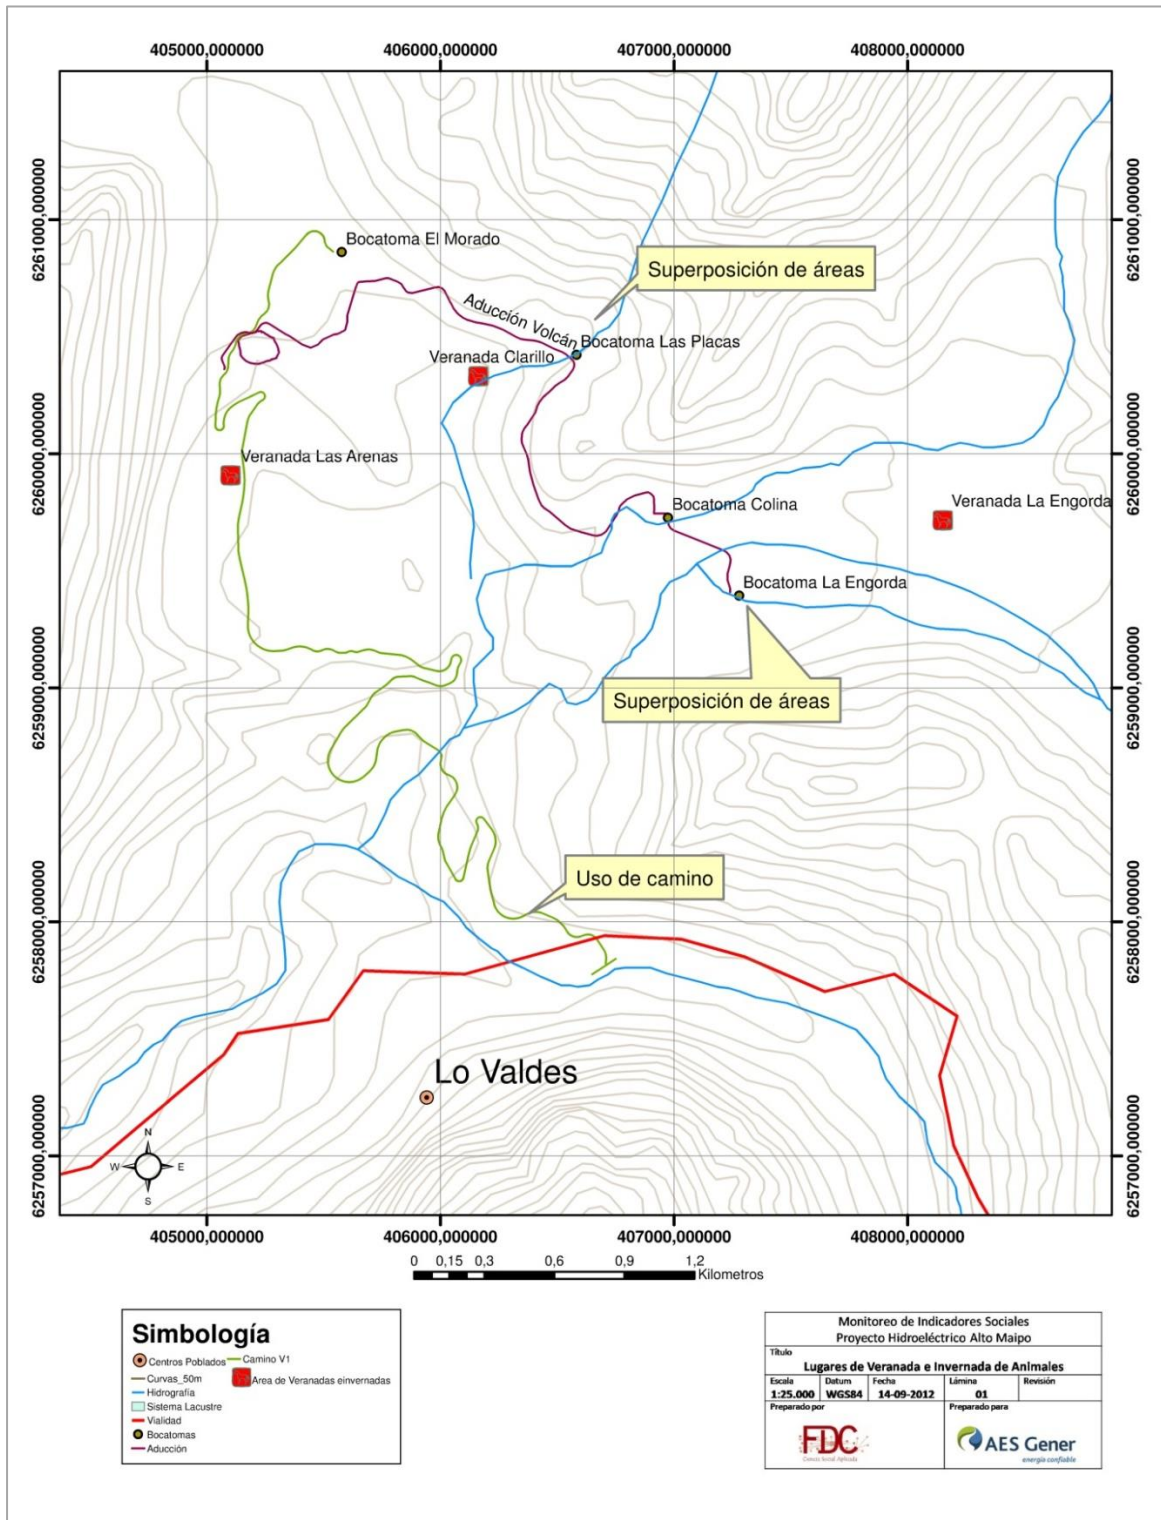 405000,000000 406000,000000 407000,000000 408000,000000
6261000,000000
6261000,000000
Bocatoma El Morado
Superposición de áreas
Aducción Volcán
Bocatoma Las Placas
Veranada Clarillo
6260000,000000
6260000,000000
Veranada Las Arenas
Bocatoma Colina
Veranada La Engorda
Bocatoma La Engorda
6259000,000000
6259000,000000
Superposición de áreas
Uso de camino
6258000,000000
6258000,000000
Lo Valdes
N
W E
S
6257000,000000
6257000,000000
405000,000000 406000,000000 407000,000000 408000,000000
0 0,15 0,3 0,6 0,9 1,2
Kilometros
Simbología
Centros Poblados
Camino V1
Curvas_50m
Area de Veranadas einvernadas
Hidrografía
Sistema Lacustre
Vialidad
Bocatomas
Aducción
Monitoreo de Indicadores Sociales
Proyecto Hidroeléctrico Alto Maipo
Título
Lugares de Veranada e Invernada de Animales
Escala Datum Fecha Lámina Revisión
1:25.000 WGS84 14-09-2012 01
Preparado por Preparado para
FDC
Ciencia Social Aplicada
AES Gener
energía confiable